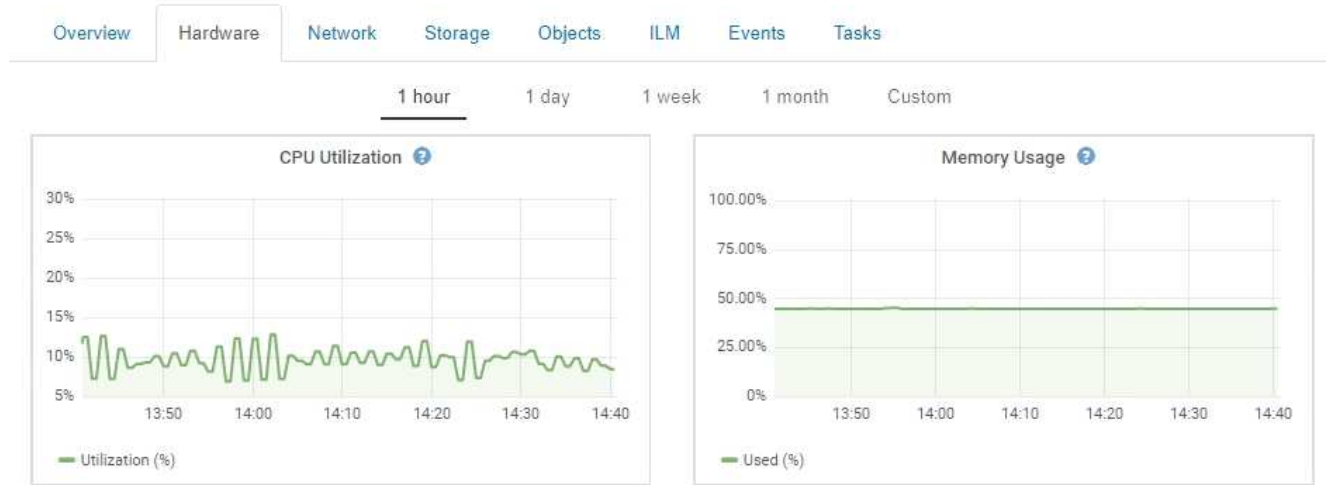 Overview Hardware Network Storage Objects ILM Events Tasks
1 hour 1 day 1 week 1 month Custom
CPU Utilization ?
30%
25%
20%
15%
10%
5%
13:50 14:00 14:10 14:20 14:30 14:40
Utilization (%)
Memory Usage ?
100.00%
75.00%
50.00%
25.00%
0%
13:50 14:00 14:10 14:20 14:30 14:40
Used (%)